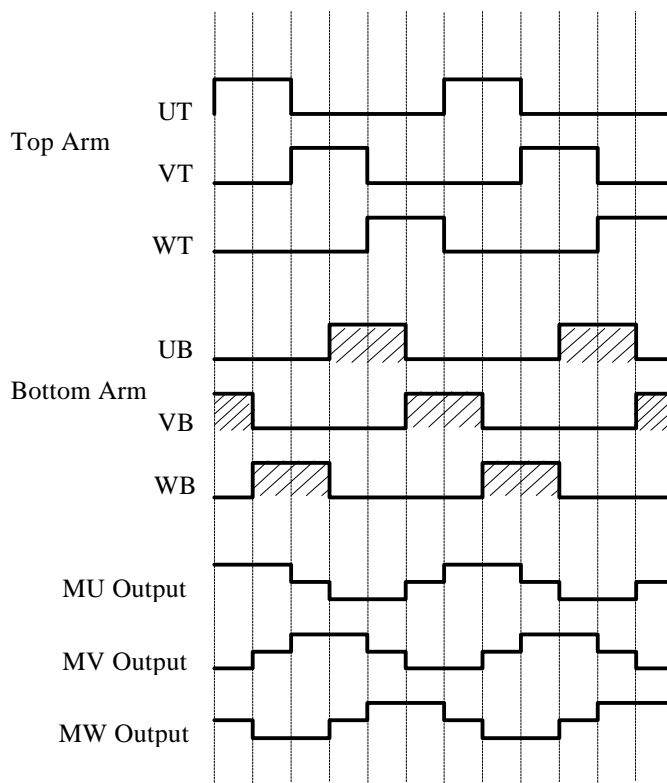 UT
Top Arm
VT
WT
UB
Bottom Arm
VB
WB
MU Output
MV Output
MW Output